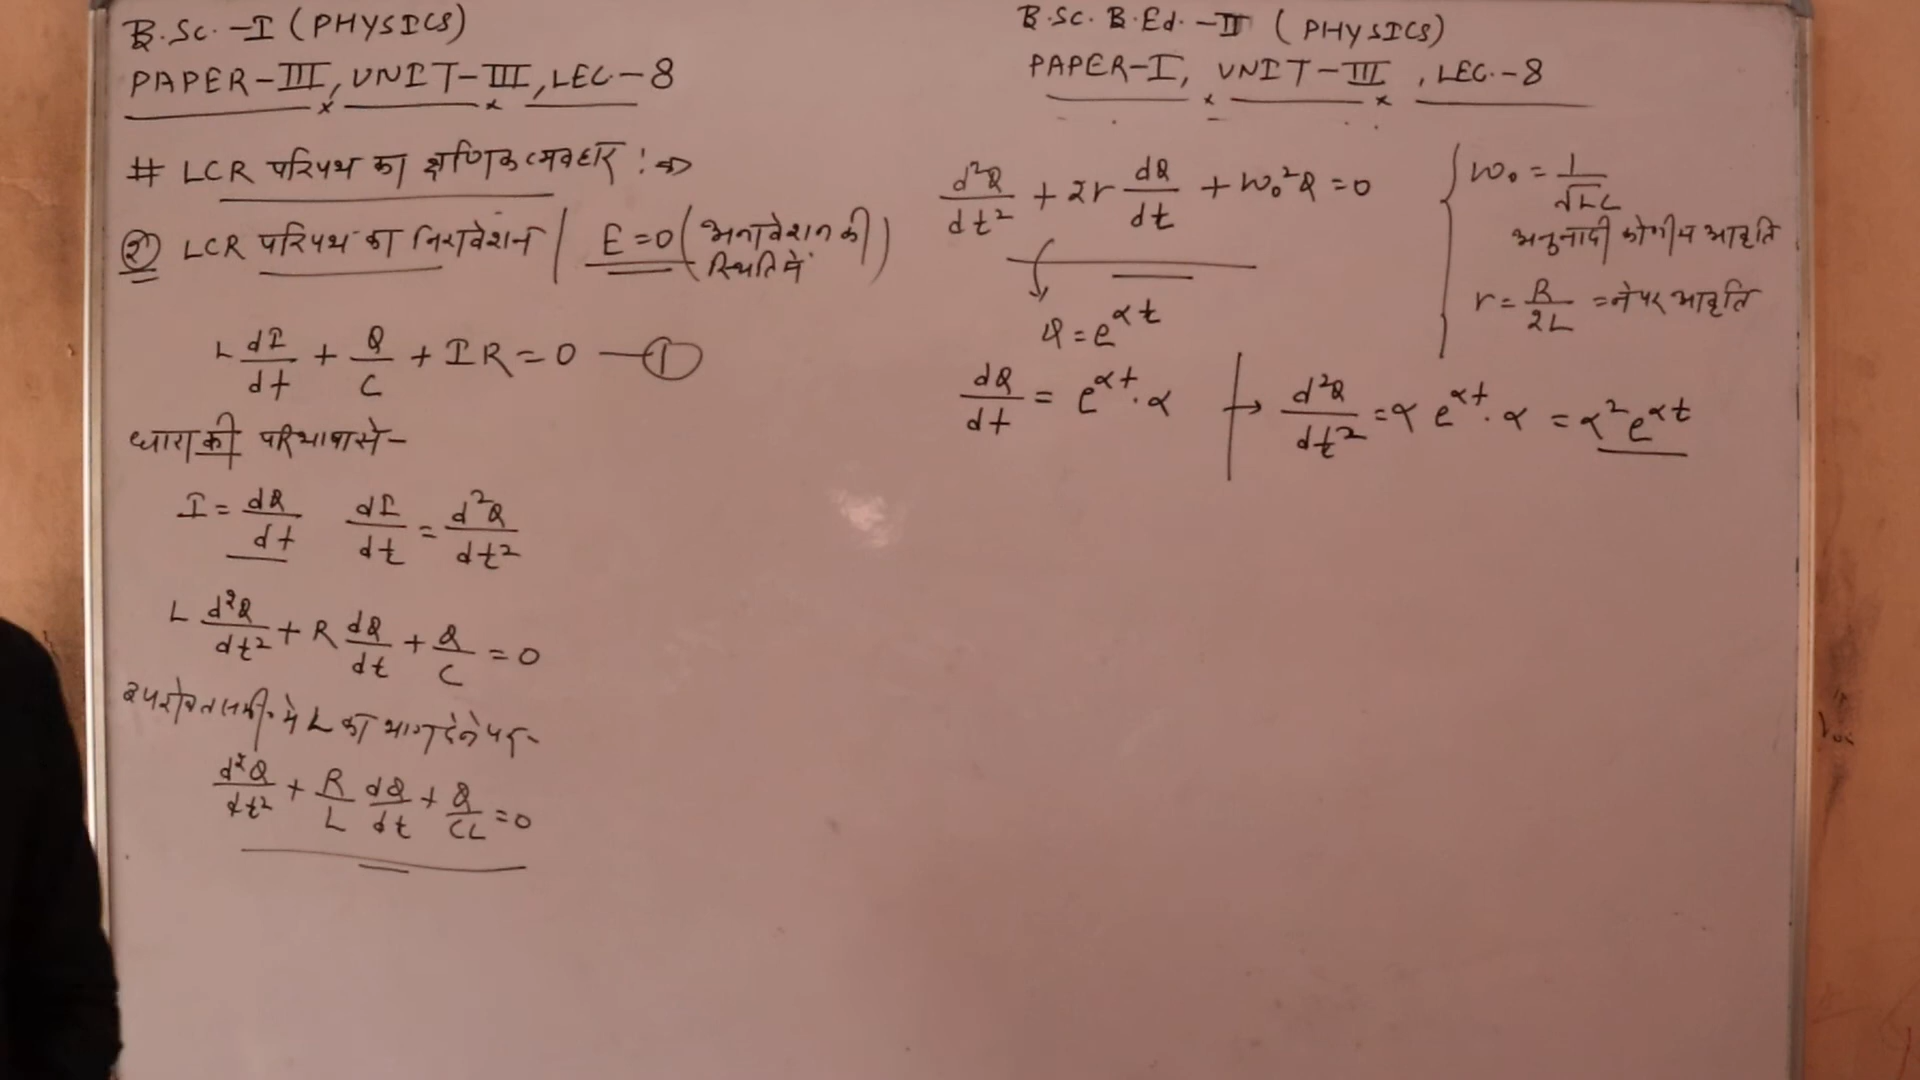 B.Sc.-I (PHYSICS)
PAPER-III, UNIT-III, LEC.-8
# LCR परिपथ का क्षणिक व्यवहार :⇒
(2) LCR परिपथ का निरावेशन / E=0 (अनावेशन की स्थिति में)
L dI/dt + Q/C + IR = 0 —①
धारा की परिभाषा से-
I = dQ/dt dI/dt = d²Q/dt²
L d²Q/dt² + R dQ/dt + Q/C = 0
उपरोक्त समी. में L का भाग देने पर-
d²Q/dt² + R/L dQ/dt + Q/CL = 0
B.Sc. B.Ed.-II (PHYSICS)
PAPER-I, UNIT-III, LEC.-8
d²Q/dt² + 2r dQ/dt + W₀²Q = 0
W₀ = 1/√LC
अनुनादी कोणीय आवृति
r = R/2L = नेपर आवृति
Q = e^αt
dQ/dt = e^αt.α → d²Q/dt² = α e^αt.α = α²e^αt